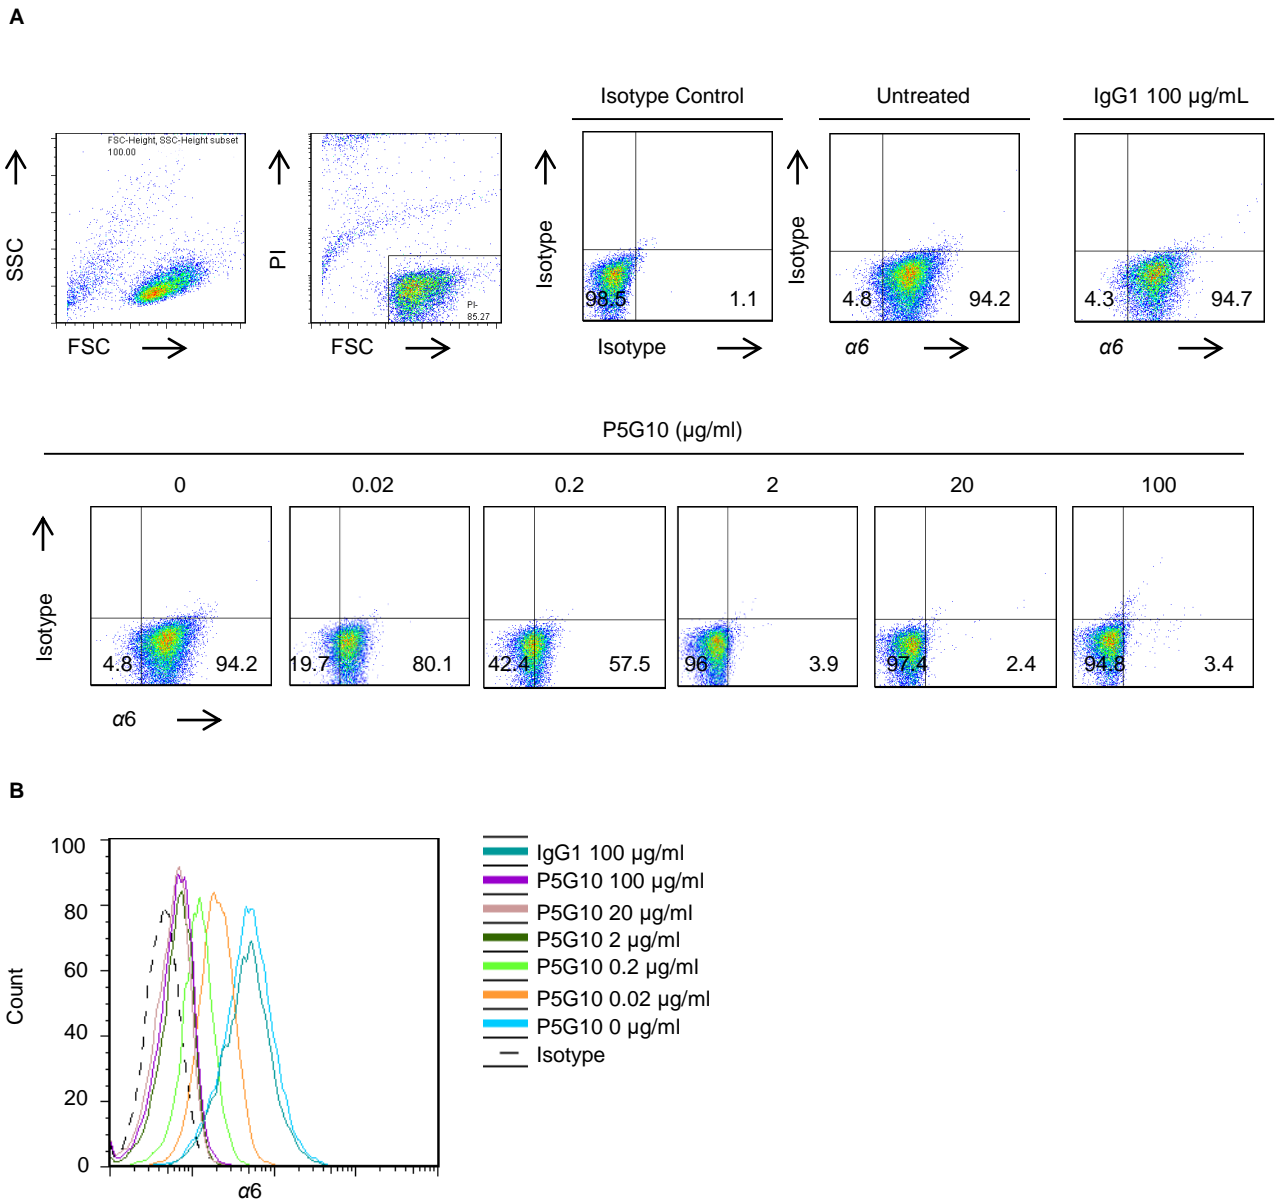 A
Isotype Control
Untreated
IgG1 100 µg/mL
FSC-Height, SSC-Height subset
100.00
SSC
FSC
PI
PI-
85.27
FSC
Isotype
98.5
1.1
Isotype
Isotype
4.8
94.2
α6
4.3
94.7
α6
P5G10 (µg/ml)
0
0.02
0.2
2
20
100
Isotype
4.8
94.2
19.7
80.1
42.4
57.5
96
3.9
97.4
2.4
94.8
3.4
α6
B
Count
100
80
60
40
20
0
α6
IgG1 100 µg/ml
P5G10 100 µg/ml
P5G10 20 µg/ml
P5G10 2 µg/ml
P5G10 0.2 µg/ml
P5G10 0.02 µg/ml
P5G10 0 µg/ml
Isotype